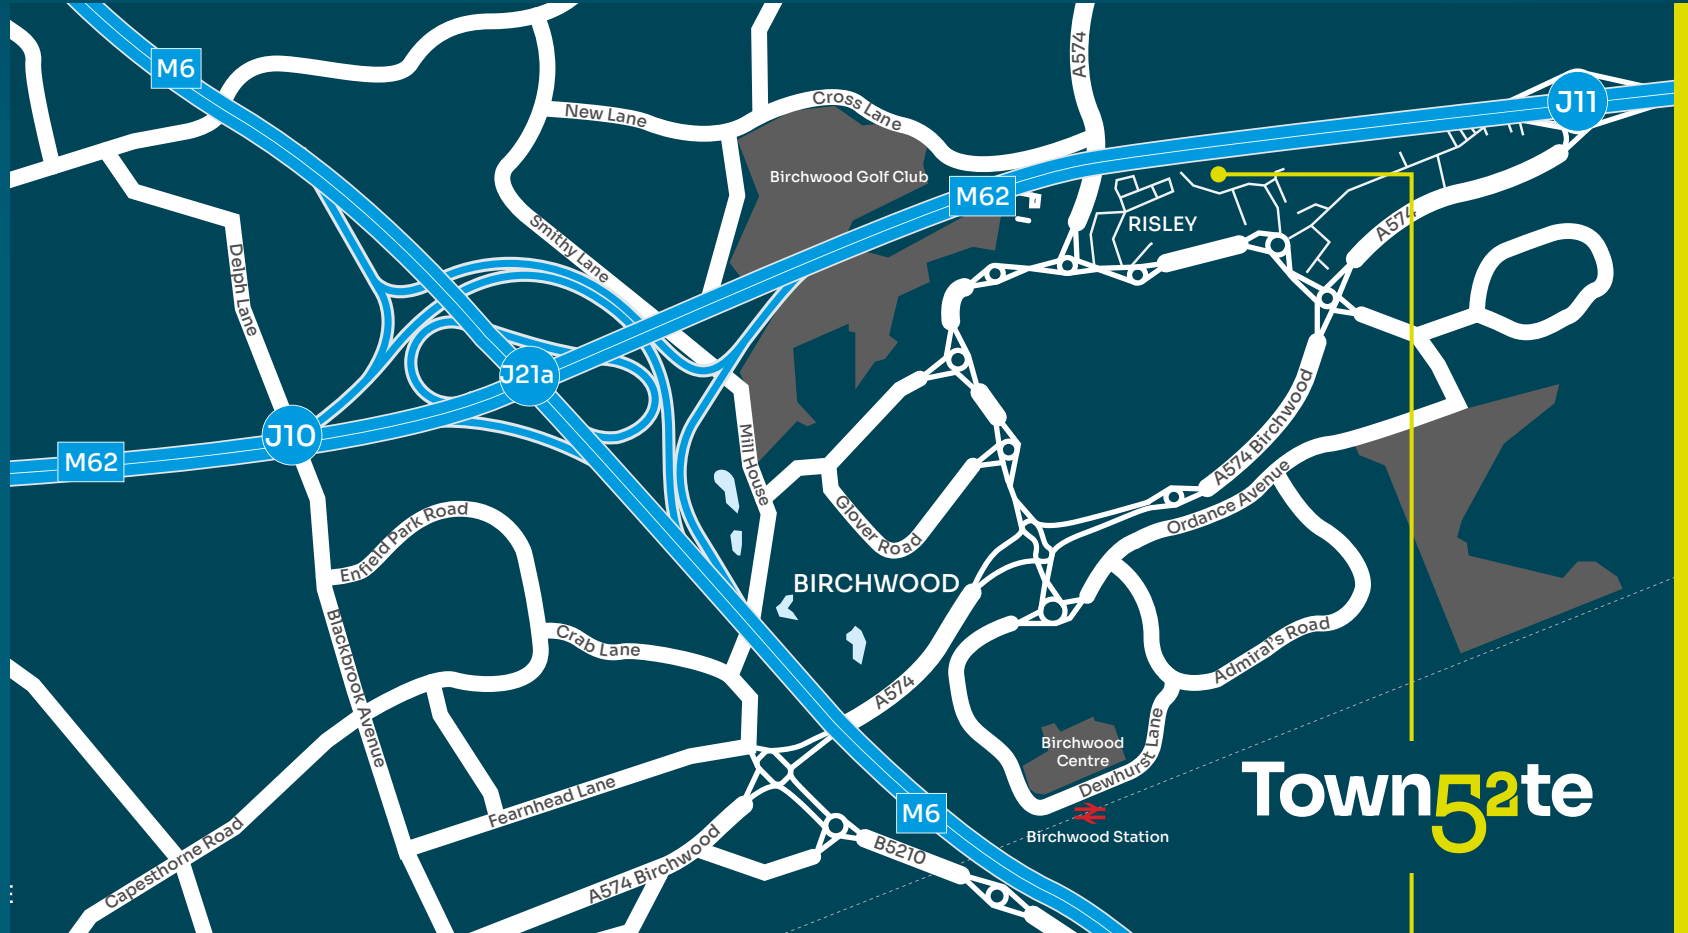 M6
A574
J11
New Lane
Cross Lane
Birchwood Golf Club
M62
RISLEY
A574
Smithy Lane
Delph Lane
J21a
J10
M62
Mill House
A574 Birchwood
Glover Road
Ordance Avenue
Enfield Park Road
BIRCHWOOD
Blackbrook Avenue
Crab Lane
Admiral's Road
A574
Birchwood
Centre
Dewhurst Lane
Town52te
Fearnhead Lane
M6
Birchwood Station
Capesthorne Road
A574 Birchwood
B5210